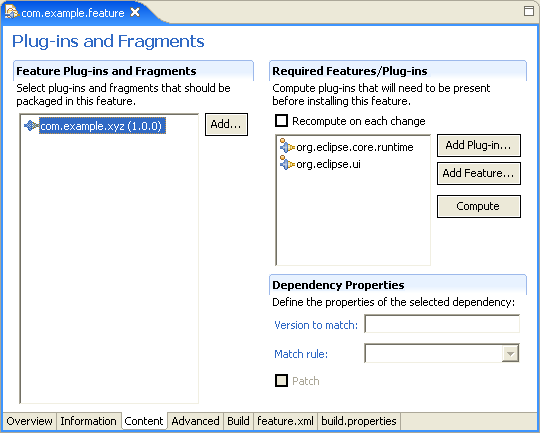 com.example.feature
Plug-ins and Fragments
Feature Plug-ins and Fragments
Select plug-ins and fragments that should be
packaged in this feature.
com.example.xyz (1.0.0)
Add...
Required Features/Plug-ins
Compute plug-ins that will need to be present
before installing this feature.
Recompute on each change
org.eclipse.core.runtime
org.eclipse.ui
Add Plug-in...
Add Feature...
Compute
Dependency Properties
Define the properties of the selected dependency:
Version to match:
Match rule:
Patch
Overview Information Content Advanced Build feature.xml build.properties